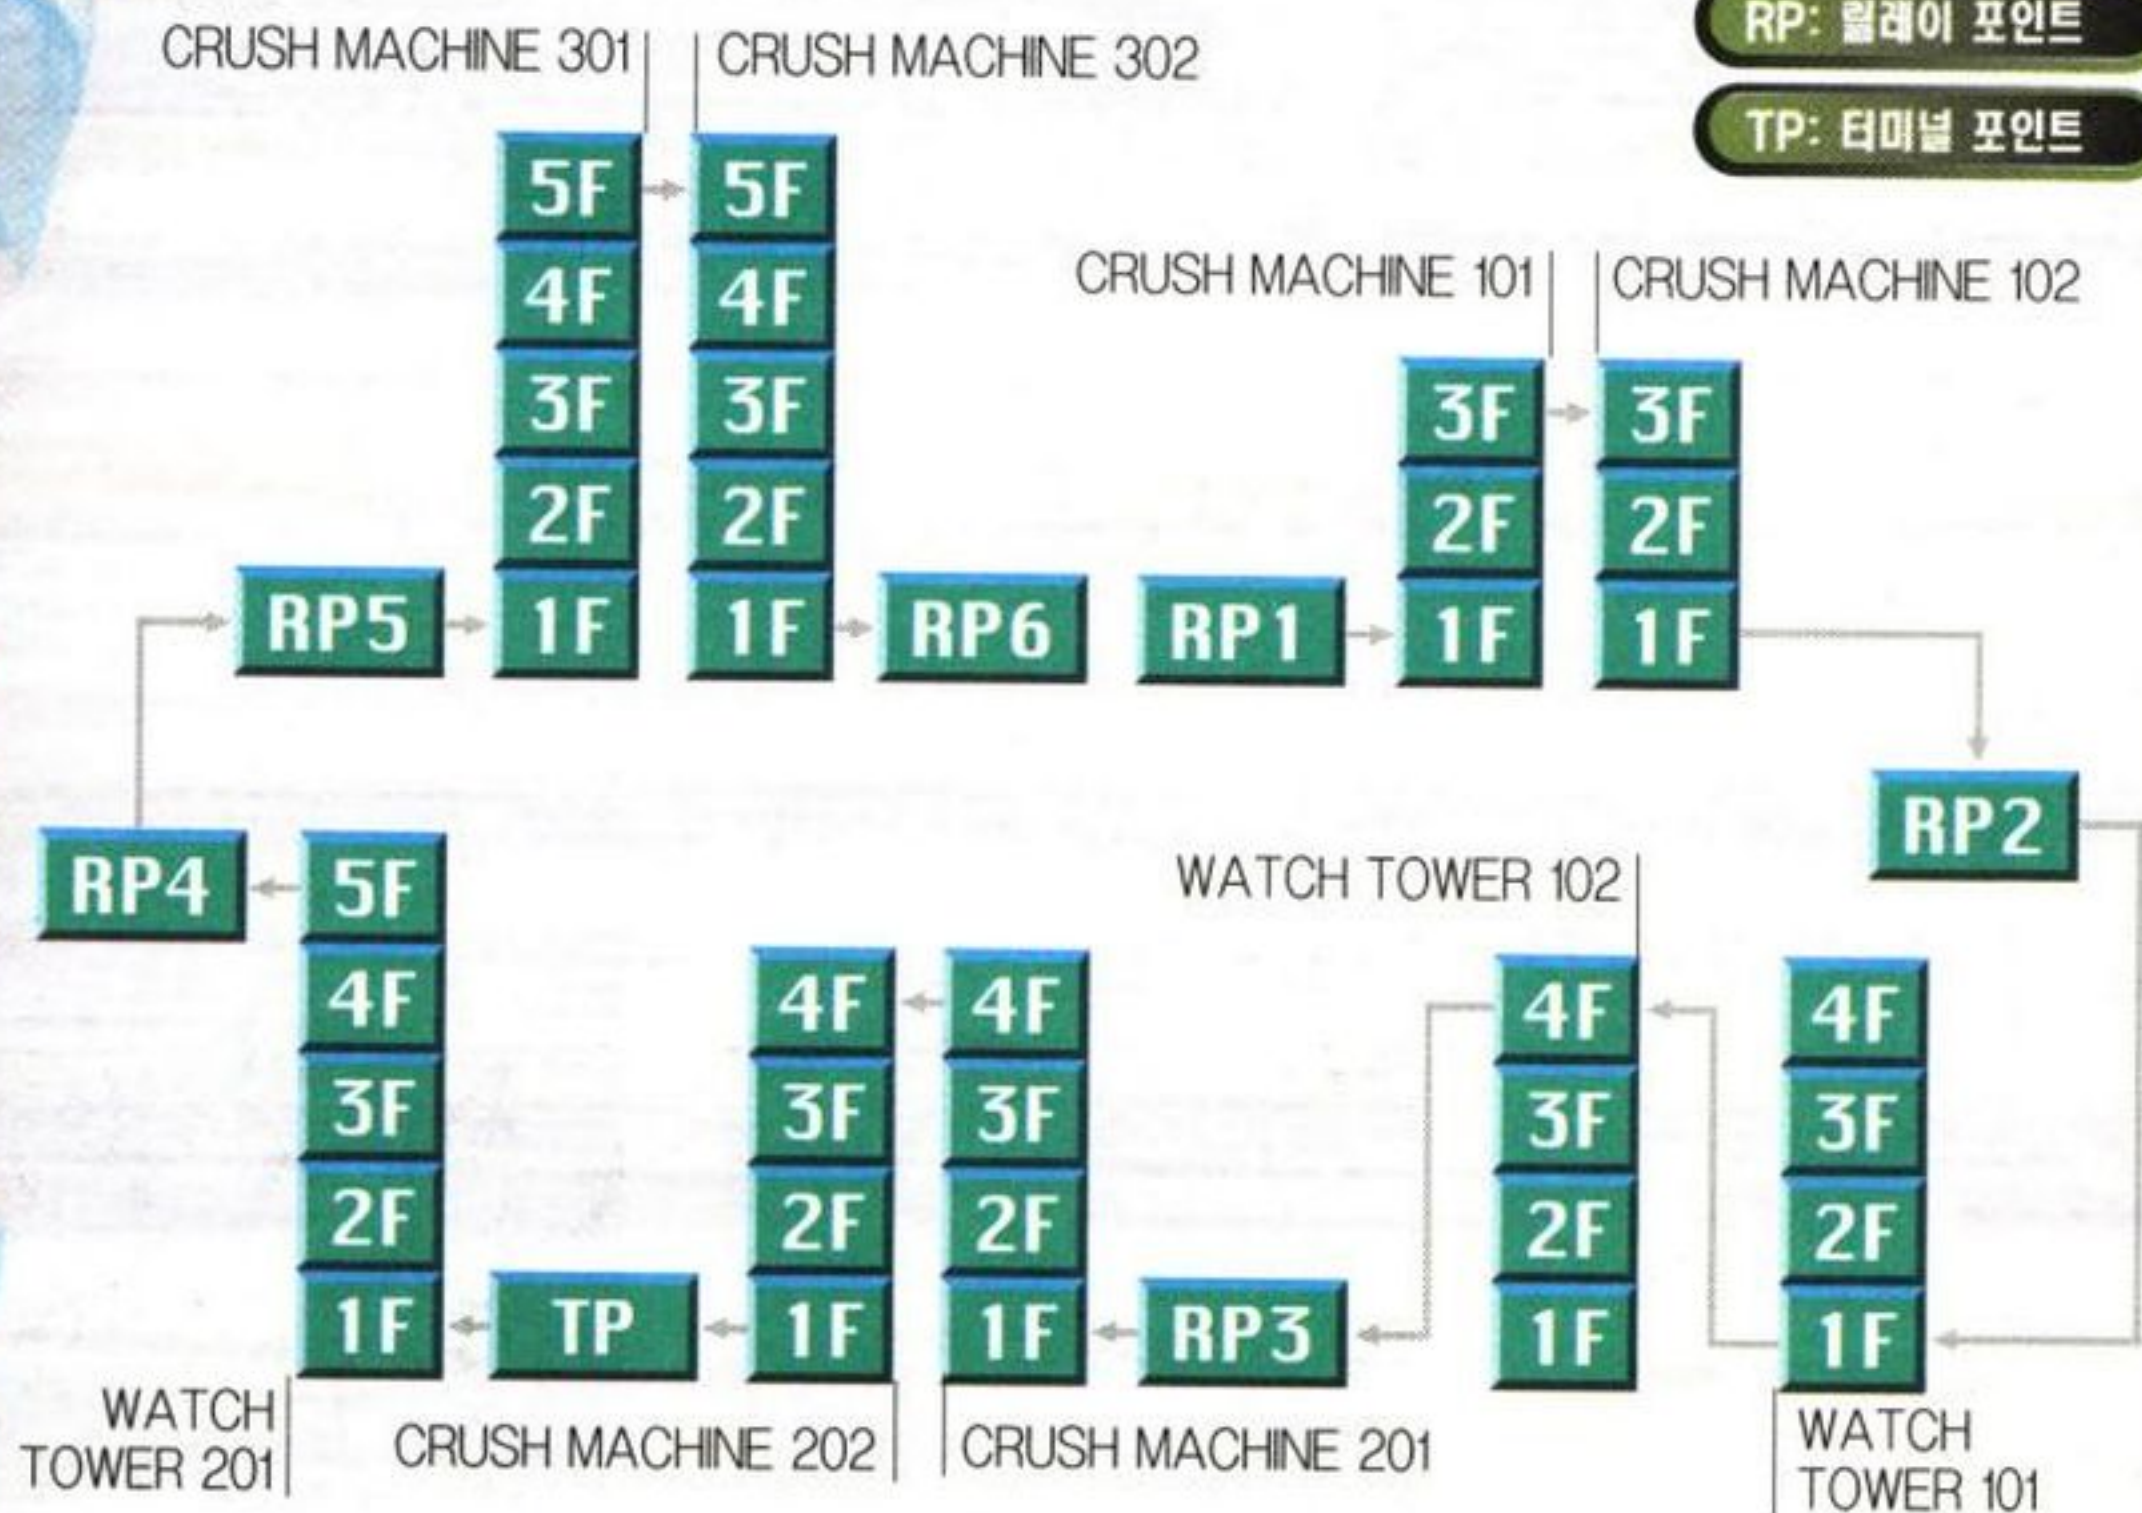 RP: 릴레이 포인트
TP: 터미널 포인트
CRUSH MACHINE 301
CRUSH MACHINE 302
5F
5F
4F
4F
3F
3F
2F
2F
RP5
1F
1F
RP6
CRUSH MACHINE 101
CRUSH MACHINE 102
3F
3F
2F
2F
RP1
1F
1F
RP2
RP4
5F
4F
3F
2F
1F
WATCH
TOWER 201
TP
4F
4F
3F
3F
2F
2F
1F
1F
CRUSH MACHINE 202
CRUSH MACHINE 201
RP3
WATCH TOWER 102
4F
3F
2F
1F
4F
3F
2F
1F
WATCH
TOWER 101